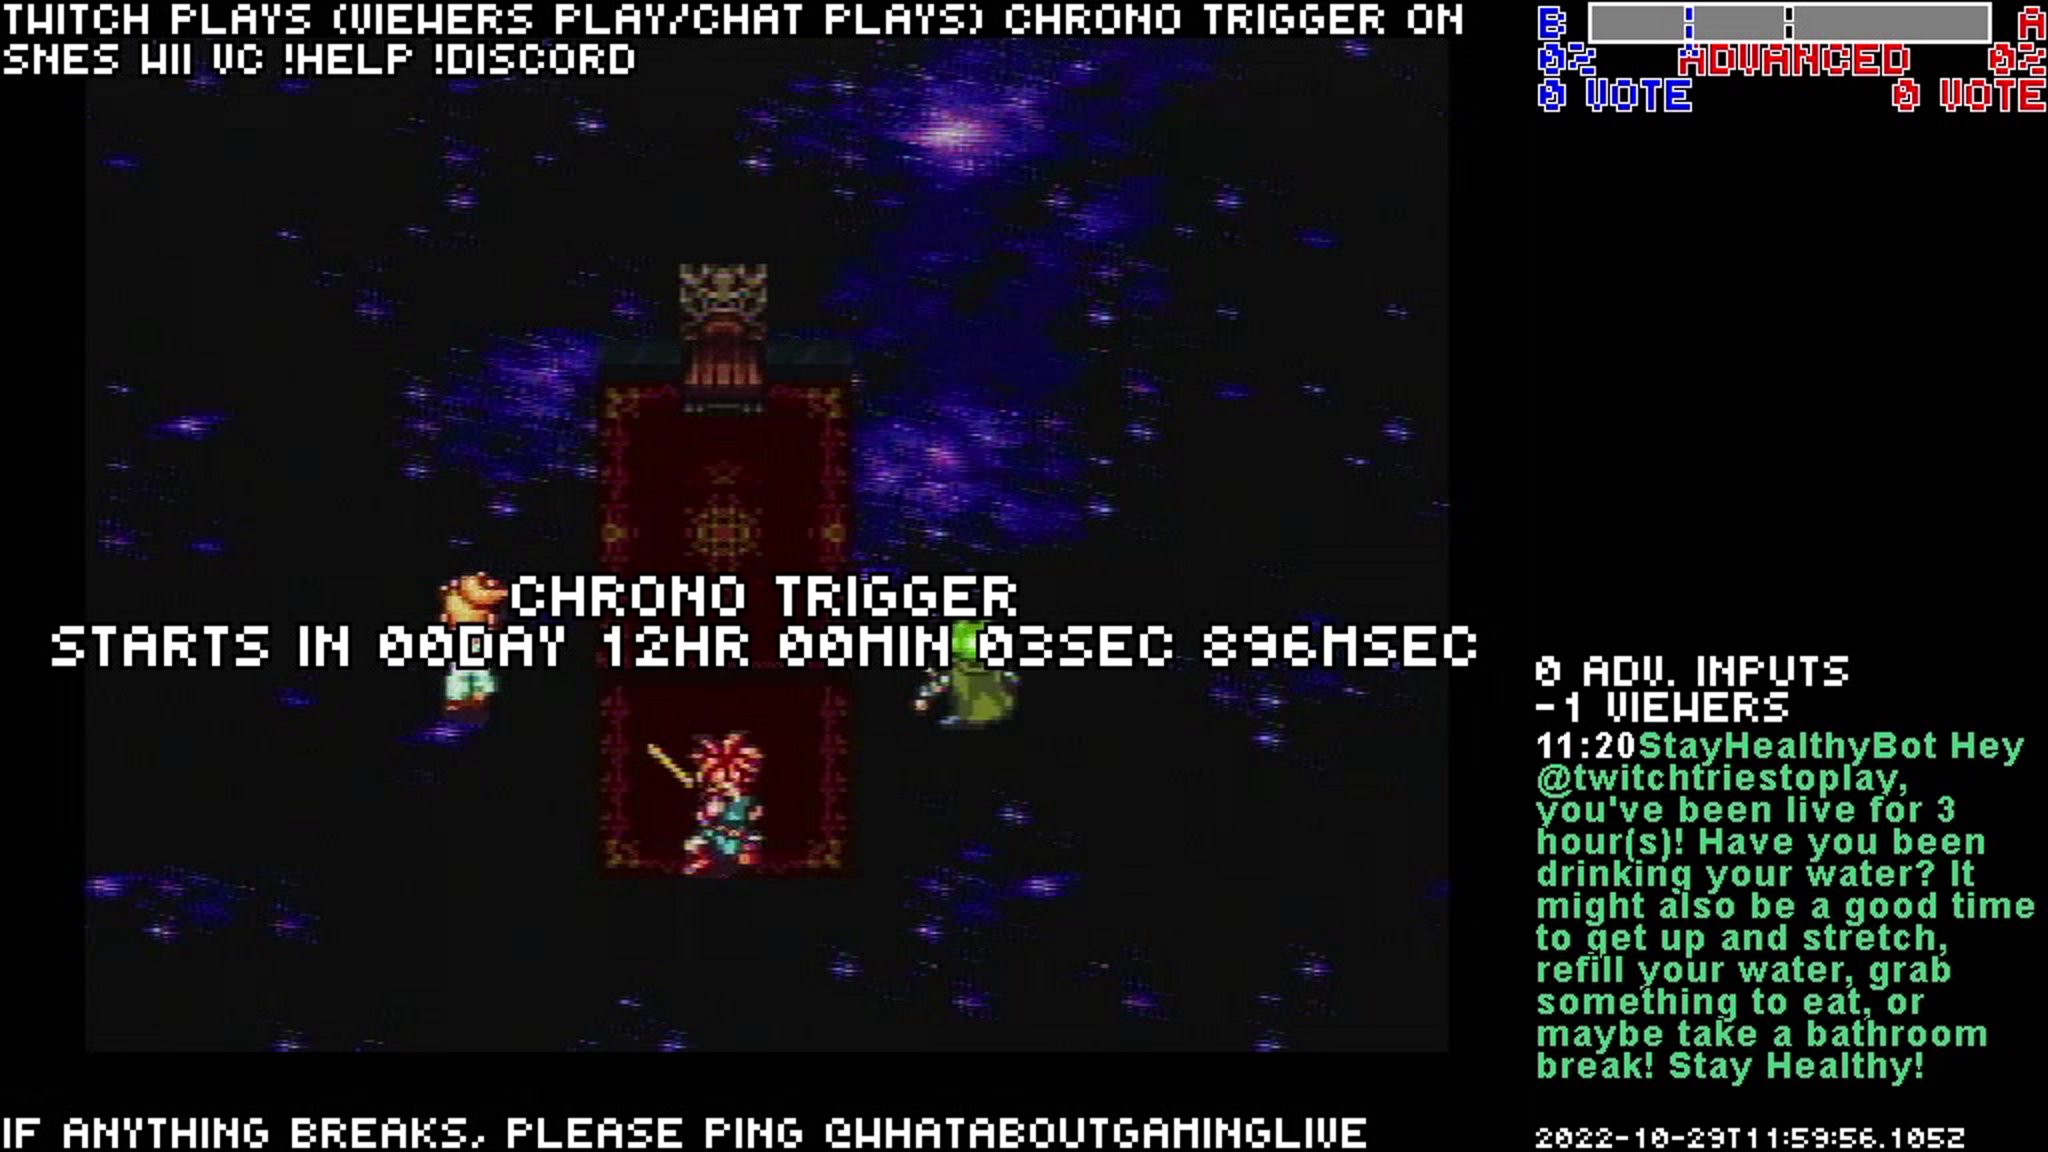 TWITCH PLAYS (VIEWERS PLAY/CHAT PLAYS) CHRONO TRIGGER ON
SNES WII VC !HELP !DISCORD
B A
0% ADVANCED 0%
0 VOTE 0 VOTE
CHRONO TRIGGER
STARTS IN 00DAY 12HR 00MIN 03SEC 896MSEC
0 ADV. INPUTS
-1 VIEWERS
11:20StayHealthyBot Hey
@twitchtriestoplay,
you've been live for 3
hour(s)! Have you been
drinking your water? It
might also be a good time
to get up and stretch,
refill your water, grab
something to eat, or
maybe take a bathroom
break! Stay Healthy!
IF ANYTHING BREAKS, PLEASE PING @WHATABOUTGAMINGLIVE
2022-10-29T11:59:56.105Z